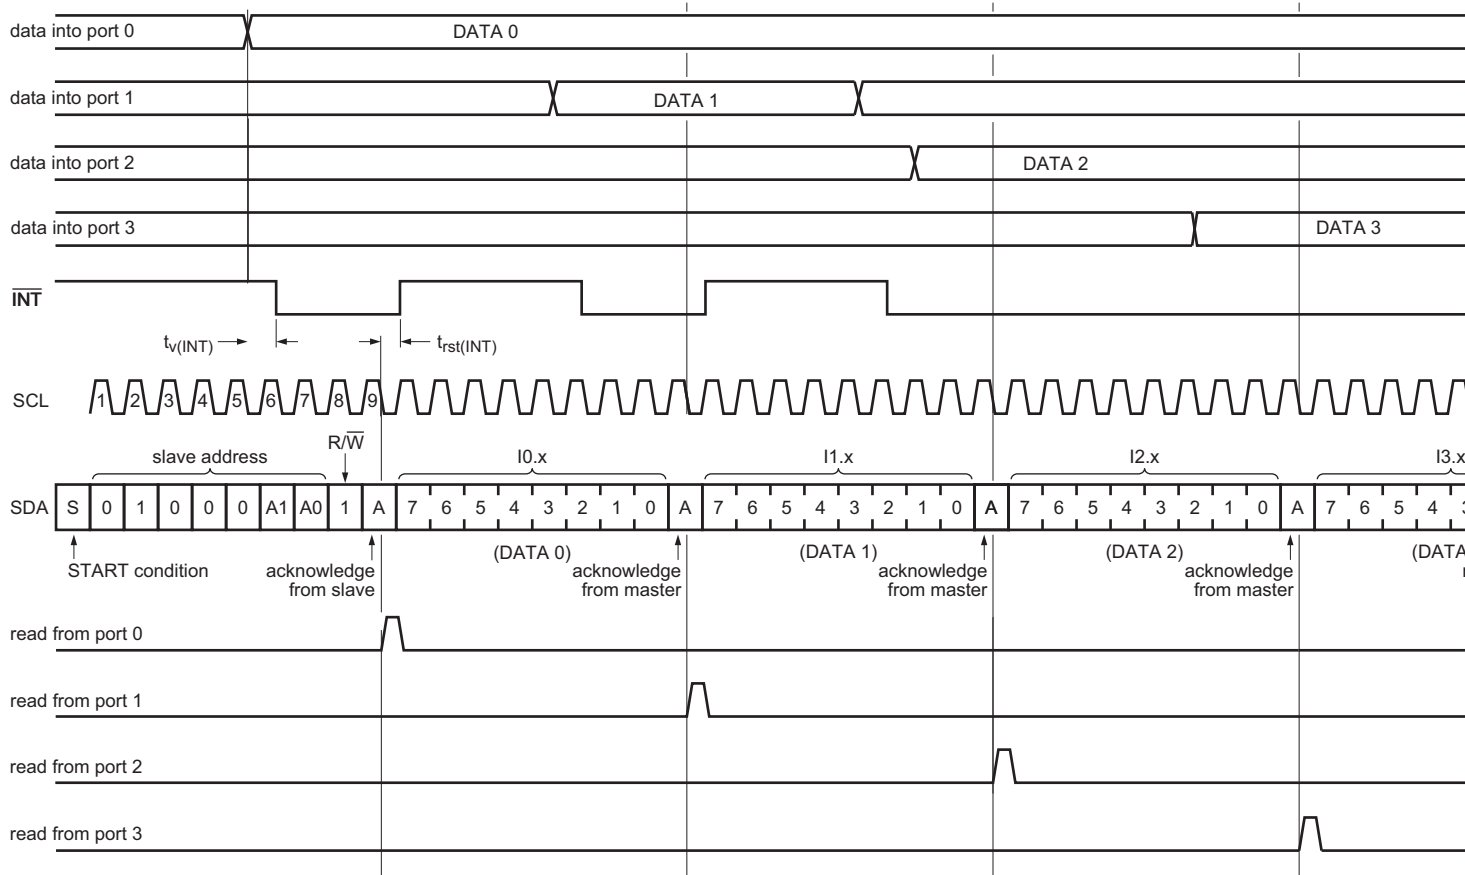 data into port 0 DATA 0
data into port 1 DATA 1
data into port 2 DATA 2
data into port 3 DATA 3
INT
tv(INT) trst(INT)
SCL 1 2 3 4 5 6 7 8 9
R/W
slave address I0.x I1.x I2.x I3.x
SDA S 0 1 0 0 0 A1 A0 1 A 7 6 5 4 3 2 1 0 A 7 6 5 4 3 2 1 0 A 7 6 5 4 3 2 1 0 A 7 6 5 4 3
(DATA 0) (DATA 1) (DATA 2) (DATA
START condition acknowledge from slave acknowledge from master acknowledge from master acknowledge from master
read from port 0
read from port 1
read from port 2
read from port 3